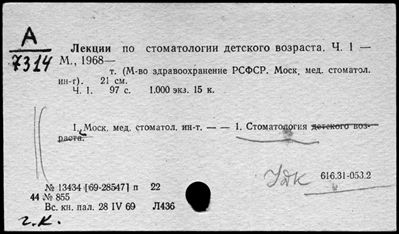 А
7314
Лекции по стоматологии детского возраста. Ч. 1 —
М., 1968—
т. (М-во здравоохранение РСФСР. Моск. мед. стоматол.
ин-т). 21 см.
Ч. 1. 97 с. 1.000 экз. 15 к.
I. Моск. мед. стоматол. ин-т. — — 1. Стоматология детского воз-
раста.
УДК 616.31-053.2
№ 13434 [69-28547] п 22
44 № 855
Вс. кн. пал. 28 IV 69 Л436
г.к.